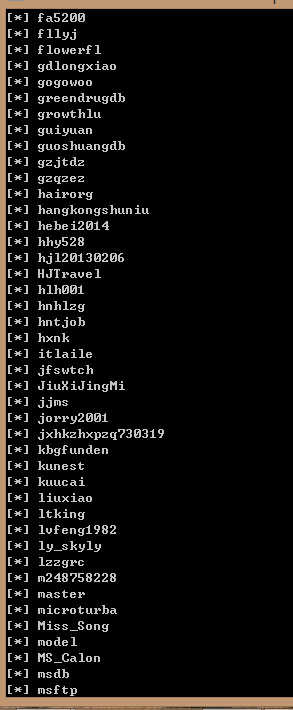 [*] fa5200
[*] fllyj
[*] flowerfl
[*] gdlongxiao
[*] gogowoo
[*] greendrugdb
[*] growthlu
[*] guiyuan
[*] guoshuangdb
[*] gzjtdz
[*] gzqzez
[*] hairorg
[*] hangkongshuniu
[*] hebei2014
[*] hhy528
[*] hjl20130206
[*] HJTravel
[*] hlh001
[*] hnhlzg
[*] hntjob
[*] hxnk
[*] itlaile
[*] jfswtch
[*] JiuXiJingMi
[*] jjms
[*] jorry2001
[*] jxhkzhxpzq730319
[*] kbgfunden
[*] kunest
[*] kuucai
[*] liuxiao
[*] ltking
[*] lvfeng1982
[*] ly_skyly
[*] lzzgrc
[*] m248758228
[*] master
[*] microturba
[*] Miss_Song
[*] model
[*] MS_Calon
[*] msdb
[*] msftp